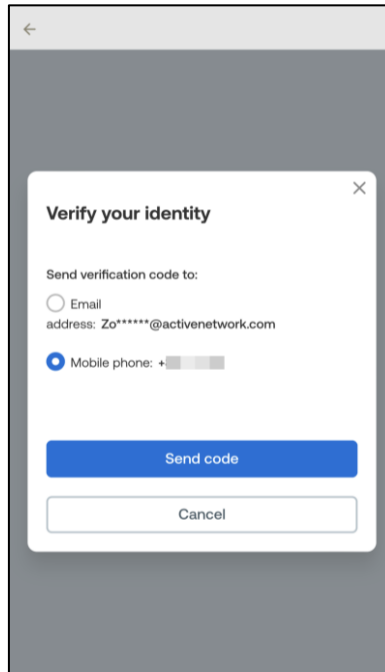 Verify your identity
Send verification code to:
Email
address: Zo******@activenetwork.com
Mobile phone: +
Send code
Cancel